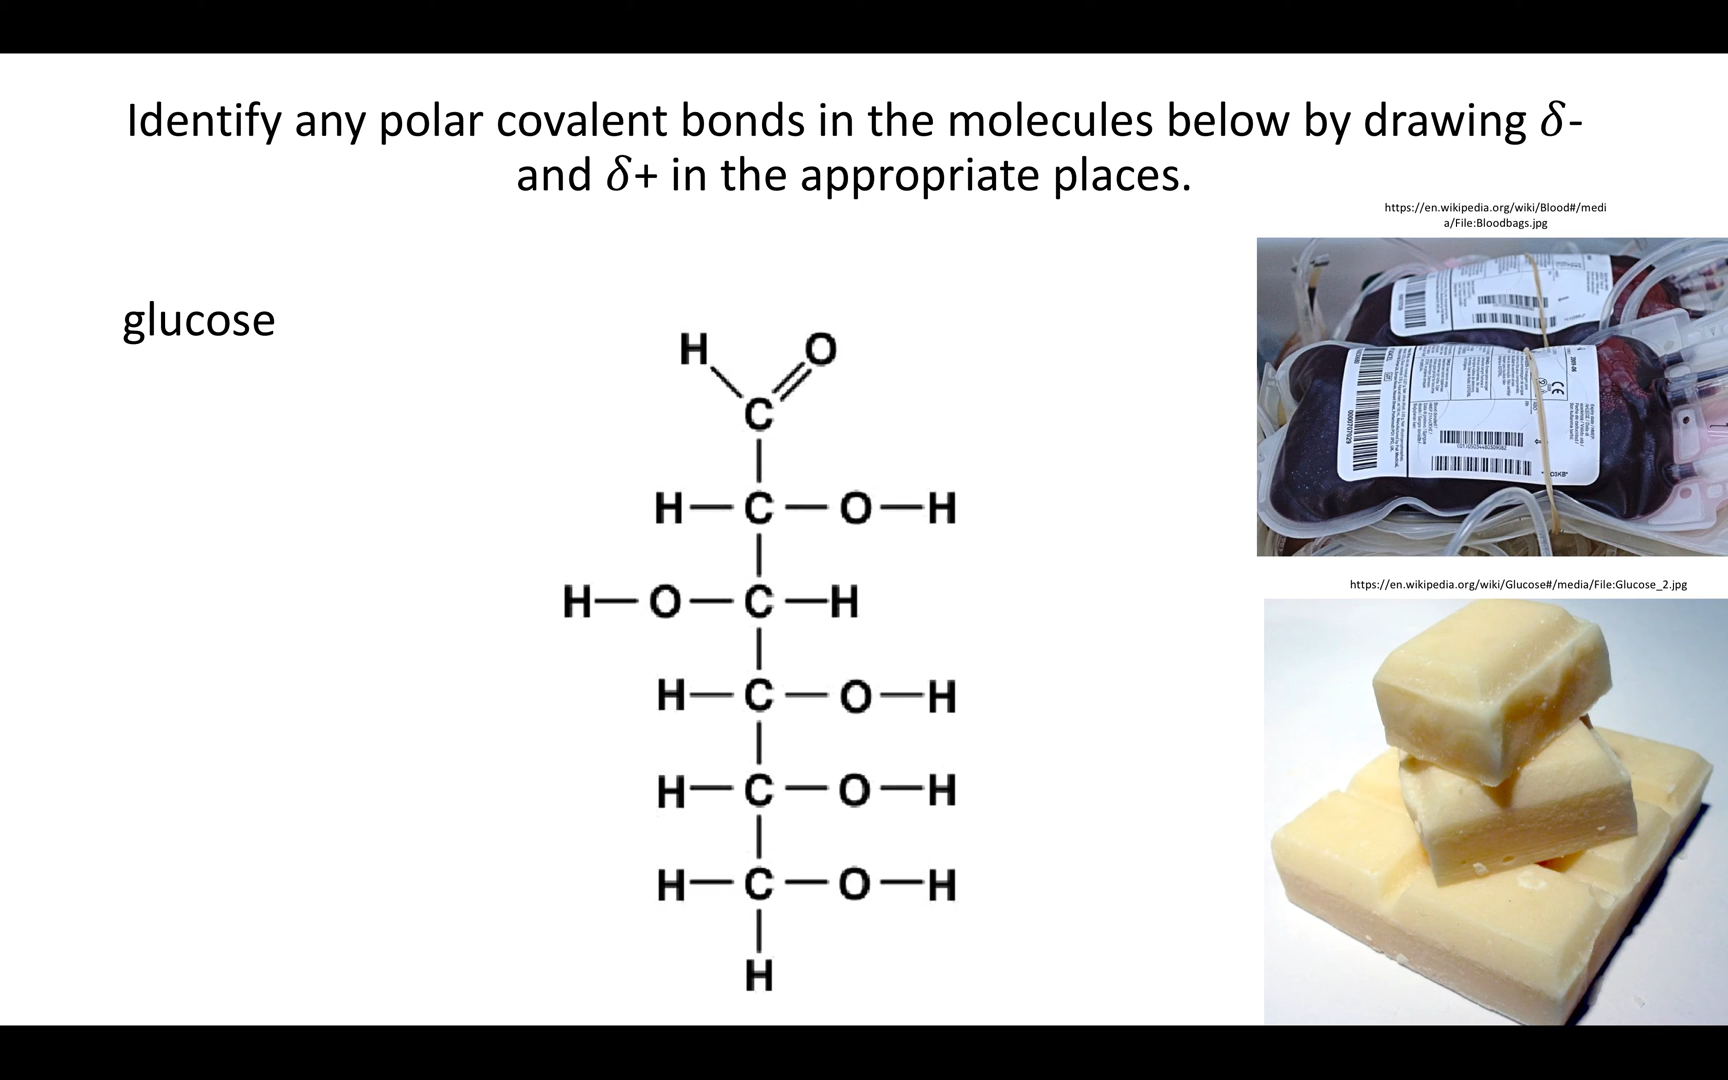 Identify any polar covalent bonds in the molecules below by drawing δ-
and δ+ in the appropriate places.
https://en.wikipedia.org/wiki/Blood#/medi
a/File:Bloodbags.jpg
glucose
H O
C
H C O H
H O C H
H C O H
H C O H
H C O H
H
https://en.wikipedia.org/wiki/Glucose#/media/File:Glucose_2.jpg